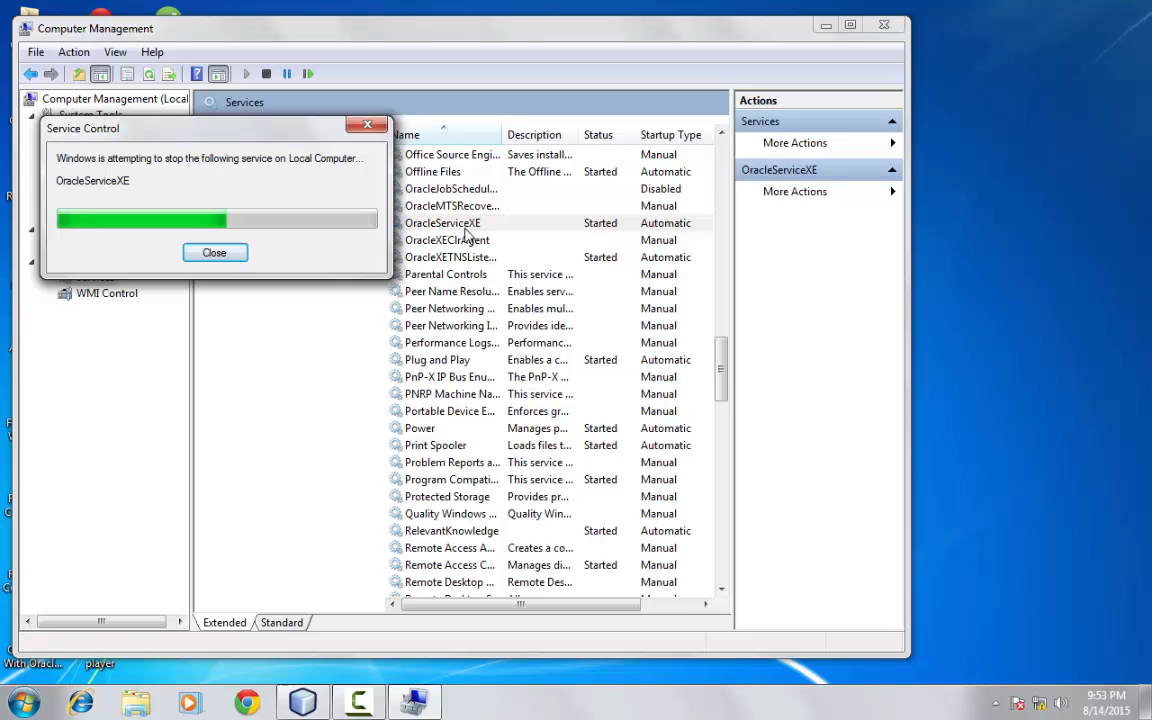 Computer Management
File Action View Help
Computer Management (Local
System Tools
WMI Control
Services
Name Description Status Startup Type
Office Source Engi... Saves install... Manual
Offline Files The Offline ... Started Automatic
OracleJobSchedul... Disabled
OracleMTSRecove... Manual
OracleServiceXE Started Automatic
OracleXEClrAgent Manual
OracleXETNSListe... Started Automatic
Parental Controls This service ... Manual
Peer Name Resolu... Enables serv... Manual
Peer Networking ... Enables mul... Manual
Peer Networking I... Provides ide... Manual
Performance Logs... Performanc... Manual
Plug and Play Enables a c... Started Automatic
PnP-X IP Bus Enu... The PnP-X ... Manual
PNRP Machine Na... This service ... Manual
Portable Device E... Enforces gr... Manual
Power Manages p... Started Automatic
Print Spooler Loads files t... Started Automatic
Problem Reports a... This service ... Manual
Program Compati... This service ... Started Manual
Protected Storage Provides pr... Manual
Quality Windows ... Quality Win... Manual
RelevantKnowledge Started Automatic
Remote Access A... Creates a co... Manual
Remote Access C... Manages di... Started Manual
Remote Desktop ... Remote Des... Manual
Extended Standard
Actions
Services
More Actions
OracleServiceXE
More Actions
Service Control
Windows is attempting to stop the following service on Local Computer...
OracleServiceXE
Close
With Oracl... player
9:53 PM
8/14/2015